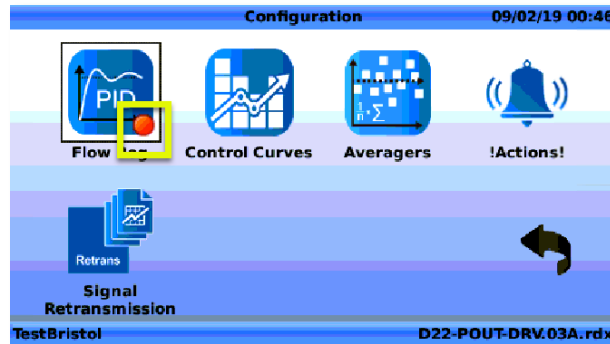 Configuration
09/02/19 00:46
PID
Flow
Control Curves
Averagers
!Actions!
Retrans
Signal
Retransmission
TestBristol
D22-POUT-DRV.03A.rdx